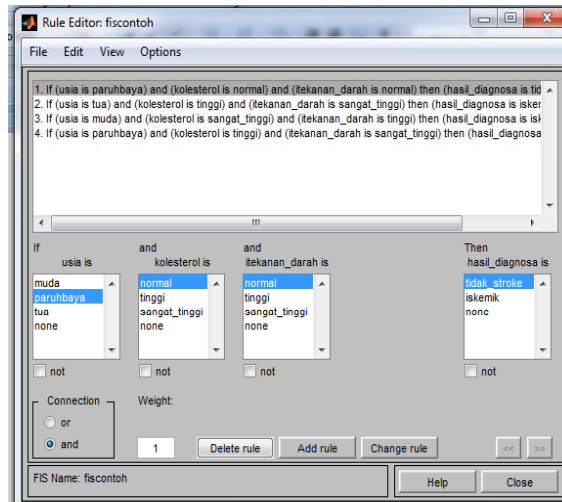 Rule Editor: fiscontoh
File Edit View Options
1. If (usia is paruhbaya) and (kolesterol is normal) and (itekanan_darah is normal) then (hasil_diagnosa is tid
2. If (usia is tua) and (kolesterol is tinggi) and (itekanan_darah is sangat_tinggi) then (hasil_diagnosa is isker
3. If (usia is muda) and (kolesterol is sangat_tinggi) and (itekanan_darah is tinggi) then (hasil_diagnosa is isk
4. If (usia is paruhbaya) and (kolesterol is tinggi) and (itekanan_darah is sangat_tinggi) then (hasil_diagnosa
If and and Then
usia is kolesterol is itekanan_darah is hasil_diagnosa is
muda normal normal tidak_stroke
paruhbaya tinggi tinggi iskemik
tua sangat_tinggi sangat_tinggi none
none none none
not not not not
Connection Weight:
or
and 1 Delete rule Add rule Change rule << >>
FIS Name: fiscontoh Help Close